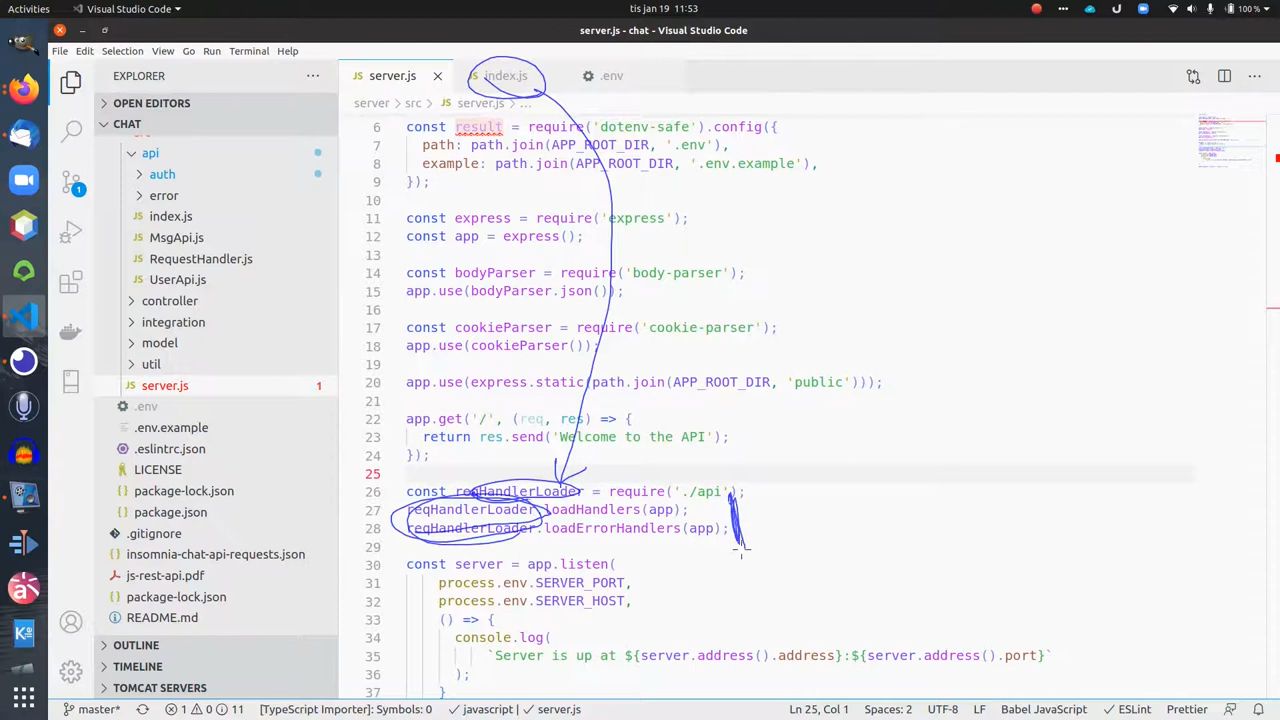 Activities
Visual Studio Code
tis jan 19 11:53
100 %
server.js - chat - Visual Studio Code
File Edit Selection View Go Run Terminal Help
EXPLORER
server.js
index.js
.env
OPEN EDITORS
server > src > server.js > ...
CHAT
src
api
auth
error
index.js
MsgApi.js
RequestHandler.js
UserApi.js
controller
integration
model
util
server.js 1
.env
.env.example
.eslintrc.json
LICENSE
package-lock.json
package.json
.gitignore
insomnia-chat-api-requests.json
js-rest-api.pdf
package-lock.json
README.md
OUTLINE
TIMELINE
TOMCAT SERVERS
1
6 const result = require('dotenv-safe').config({
7 path: path.join(APP_ROOT_DIR, '.env'),
8 example: path.join(APP_ROOT_DIR, '.env.example'),
9 });
10
11 const express = require('express');
12 const app = express();
13
14 const bodyParser = require('body-parser');
15 app.use(bodyParser.json());
16
17 const cookieParser = require('cookie-parser');
18 app.use(cookieParser());
19
20 app.use(express.static(path.join(APP_ROOT_DIR, 'public')));
21
22 app.get('/', (req, res) => {
23 return res.send('Welcome to the API');
24 });
25
26 const reqHandlerLoader = require('./api');
27 reqHandlerLoader.loadHandlers(app);
28 reqHandlerLoader.loadErrorHandlers(app);
29
30 const server = app.listen(
31 process.env.SERVER_PORT,
32 process.env.SERVER_HOST,
33 () => {
34 console.log(
35 `Server is up at ${server.address().address}:${server.address().port}`
36 );
37 }
master* 1 0 11 [TypeScript Importer]: Symbols: 0 javascript | server.js Ln 25, Col 1 Spaces: 2 UTF-8 LF Babel JavaScript ESLint Prettier